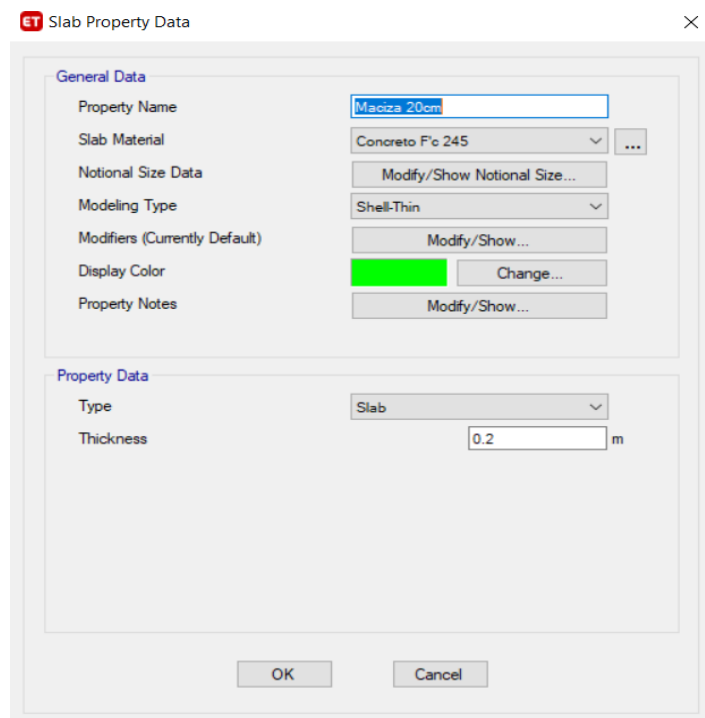 ET Slab Property Data
General Data
Property Name Maciza 20cm
Slab Material Concreto F'c 245 ...
Notional Size Data Modify/Show Notional Size...
Modeling Type Shell-Thin
Modifiers (Currently Default) Modify/Show...
Display Color Change...
Property Notes Modify/Show...
Property Data
Type Slab
Thickness 0.2 m
OK Cancel